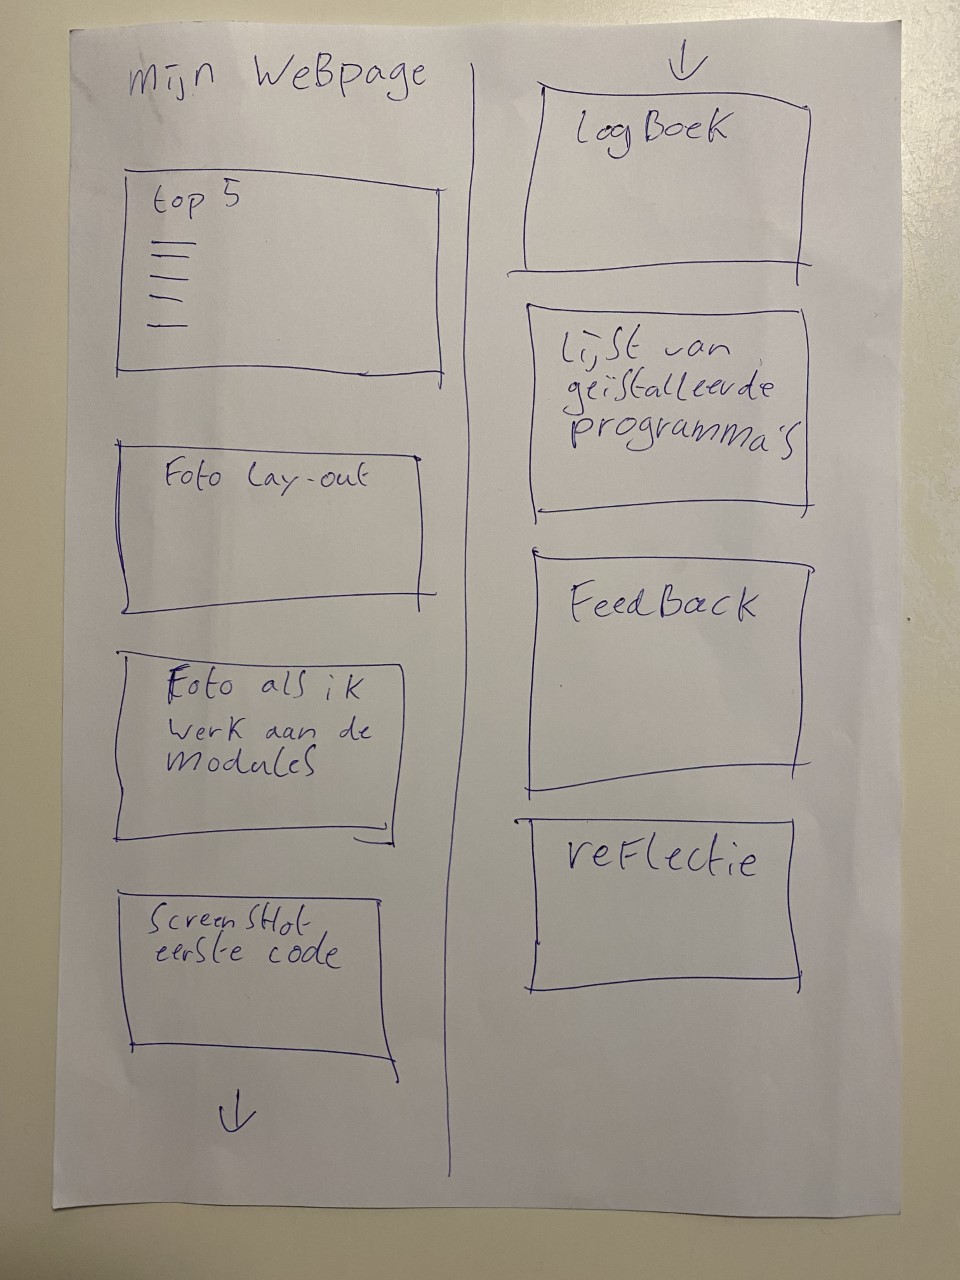 mijn WeBpage
top 5
Foto Lay-out
Foto als ik
werk aan de
modules
ScreenSHot
eerste code
LogBoek
Lijst van
geïstalleerde
programma's
FeedBack
reFlectie